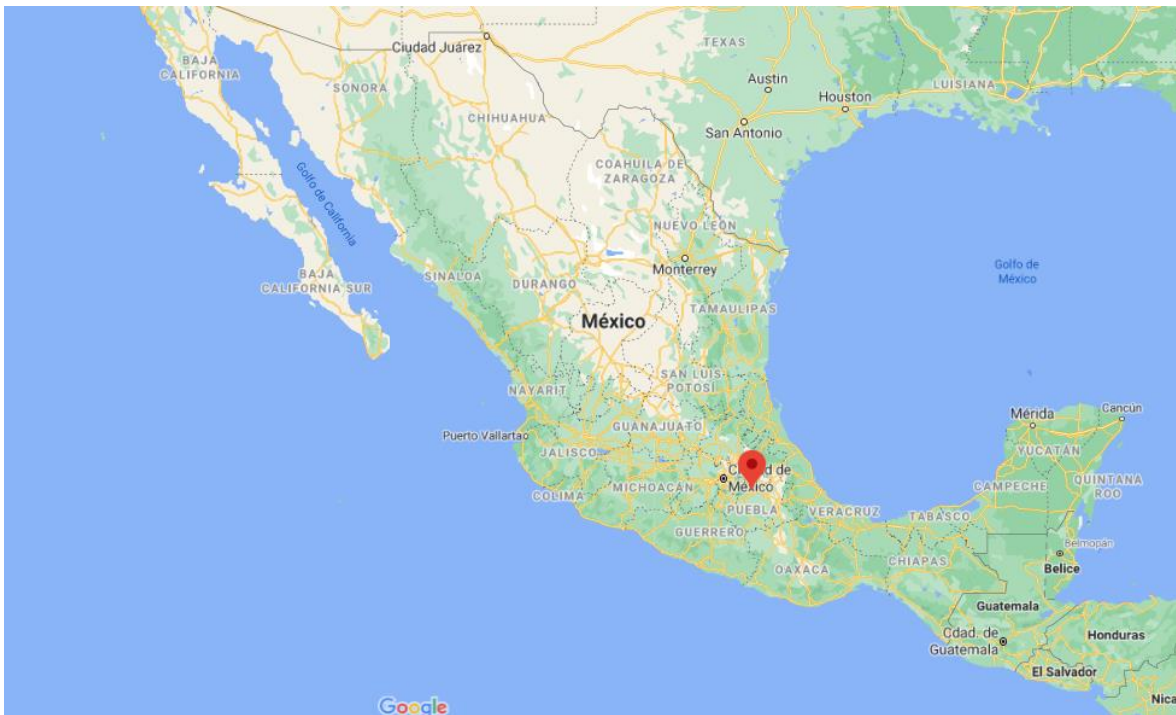 Ciudad Juárez
TEXAS
BAJA
CALIFORNIA
SONORA
Austin
Houston
LUISIANA
CHIHUAHUA
San Antonio
COAHUILA DE
ZARAGOZA
Golfo de California
NUEVO LEÓN
Monterrey
BAJA
CALIFORNIA SUR
SINALOA
DURANGO
Golfo de
México
TAMAULIPAS
México
SAN LUIS
POTOSÍ
NAYARIT
Mérida
Cancún
GUANAJUATO
Puerto Vallarta
JALISCO
YUCATÁN
QUINTANA
ROO
CAMPECHE
COLIMA
MICHOACÁN
Ciudad de
México
PUEBLA
VERACRUZ
TABASCO
GUERRERO
OAXACA
CHIAPAS
Belmopán
Belice
Guatemala
Cdad. de
Guatemala
Honduras
El Salvador
Nica
Google